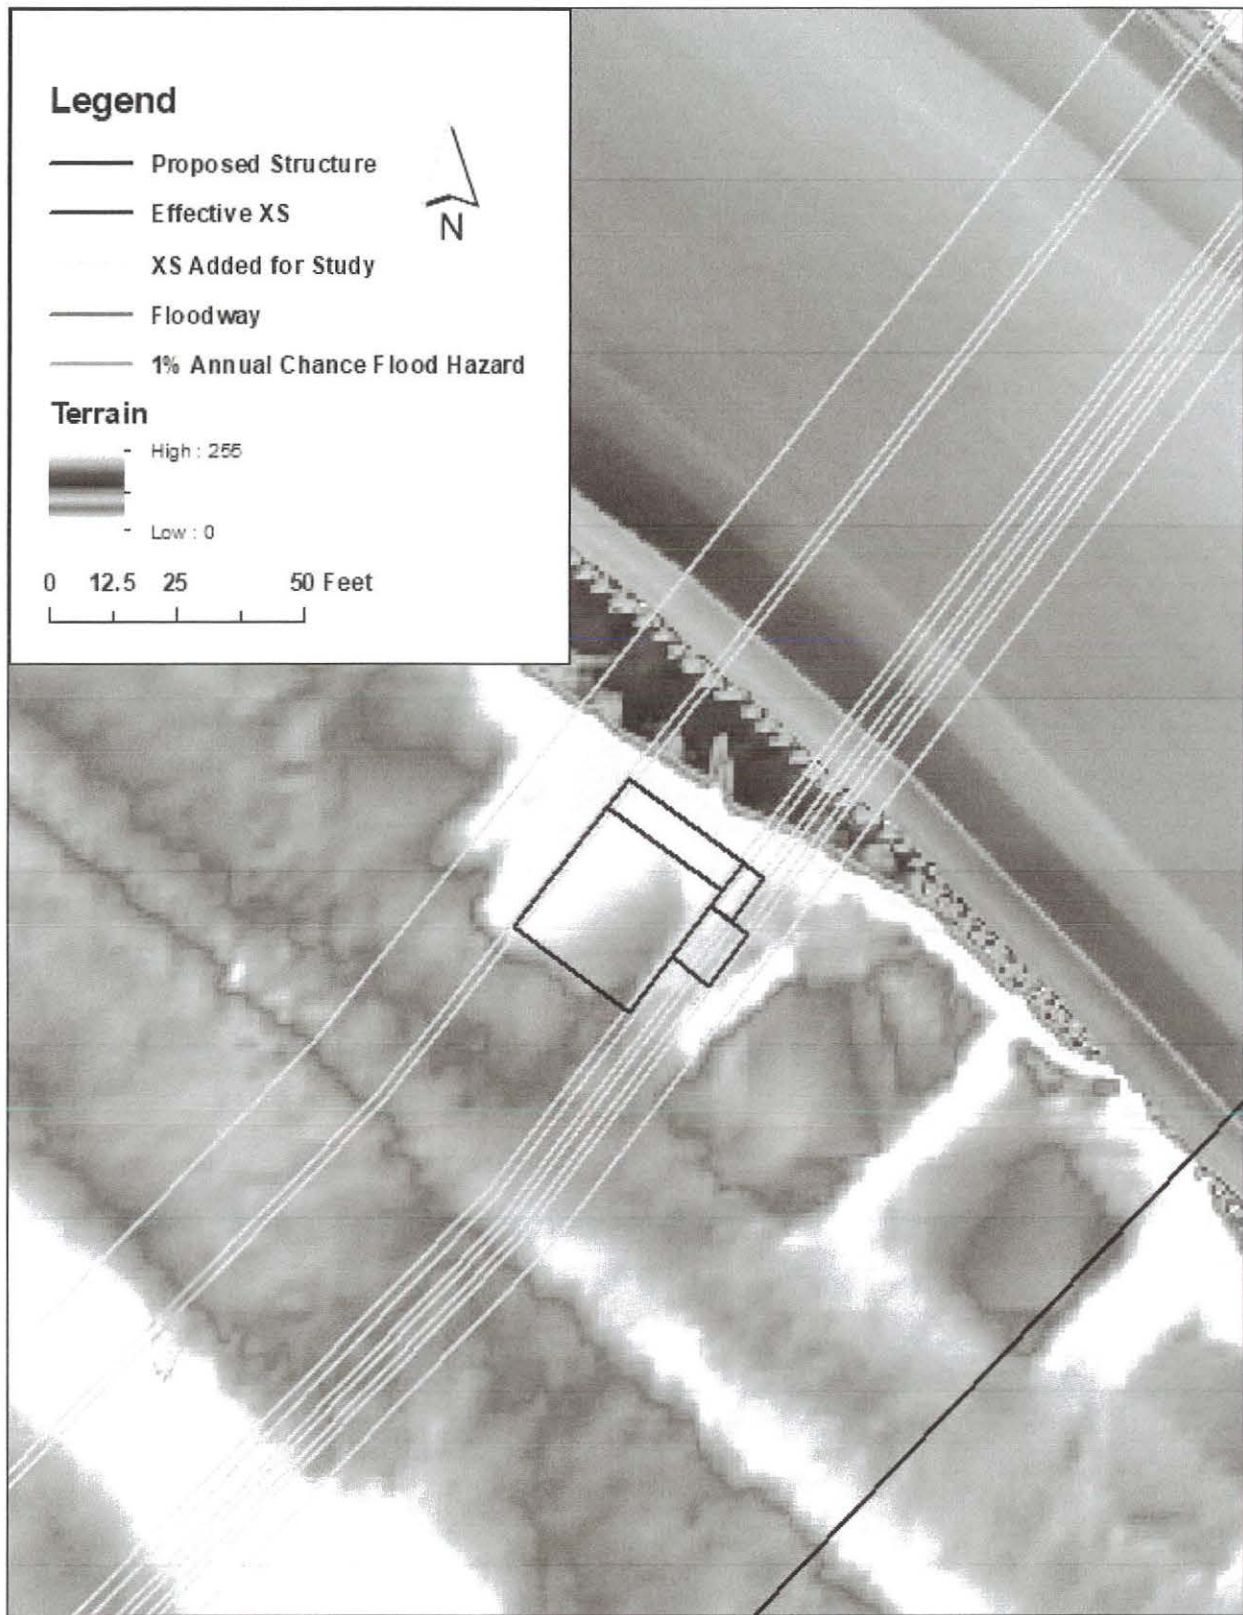 Legend
Proposed Structure
Effective XS
XS Added for Study
Floodway
1% Annual Chance Flood Hazard
N
Terrain
High : 255
Low : 0
0 12.5 25 50 Feet